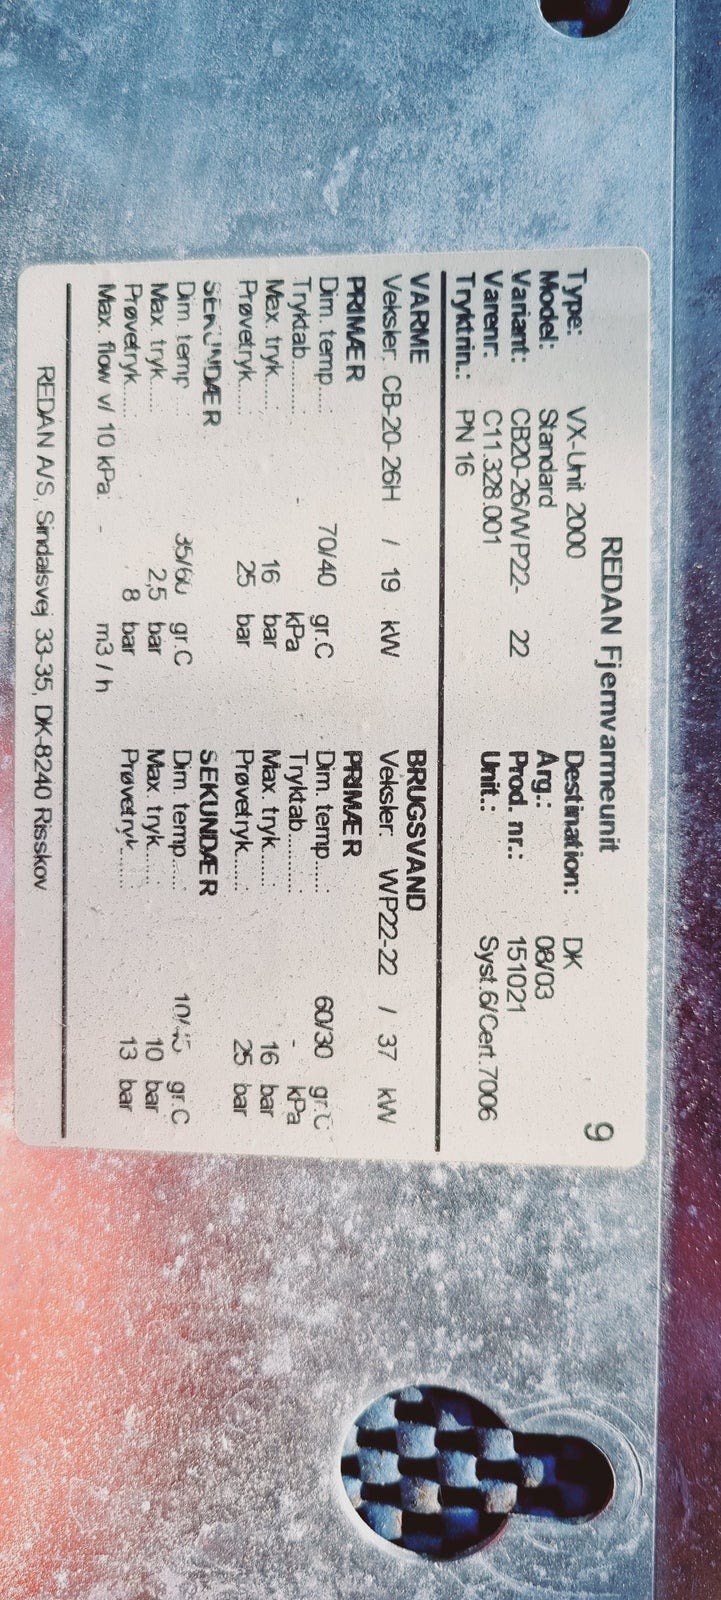 REDAN Fjernvarmeunit 9
Type: VX-Unit 2000 Destination: DK
Model: Standard Arg.: 08/03
Variant: CB20-26/WP22- 22 Prod. nr.: 151021
Varenr: C11.328.001 Unit.: Syst.6/Cert.7006
Tryktrin.: PN 16
VARME BRUGSVAND
Veksler: CB-20-26H / 19 kW Veksler: WP22-22 / 37 kW
PRIMÆR PRIMÆR
Dim. temp....: 70/40 gr.C Dim. temp.....: 60/30 gr.C
Tryktab........: - kPa Tryktab..........: - kPa
Max. tryk.....: 16 bar Max. tryk......: 16 bar
Prøvetryk....: 25 bar Prøvetryk.....: 25 bar
SEKUNDÆR SEKUNDÆR
Dim. temp : 35/60 gr.C Dim. temp.....: 10/45 gr.C
Max. tryk.....: 2,5 bar Max. tryk......: 10 bar
Prøvetryk.....: 8 bar Prøvetryk......: 13 bar
Max. flow v/ 10 kPa: - m3 / h
REDAN A/S, Sindalsvej 33-35, DK-8240 Risskov